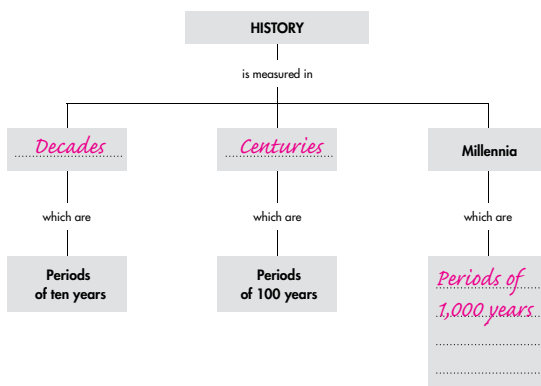 HISTORY
is measured in
Decades
Centuries
Millennia
which are
which are
which are
Periods
of ten years
Periods
of 100 years
Periods of
1,000 years